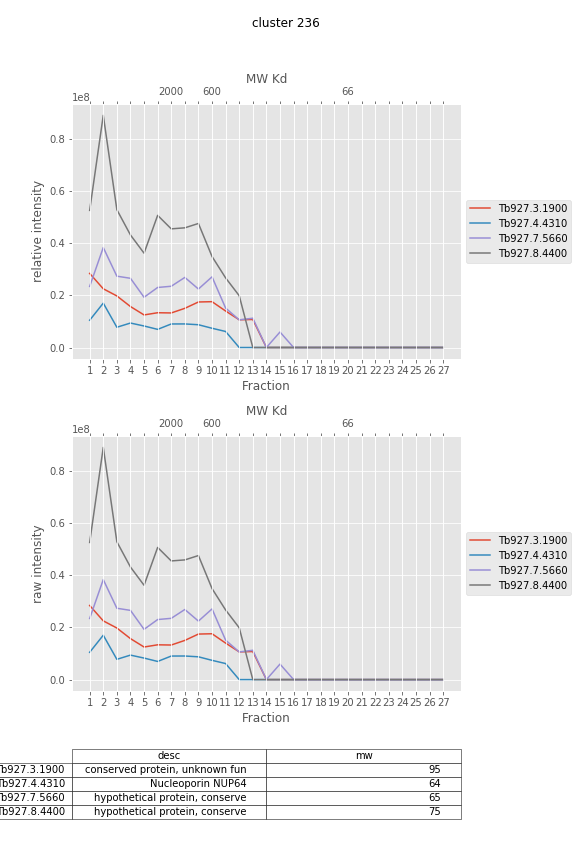 cluster 236
MW Kd
2000 600 66
1e8
0.8
0.6
0.4
0.2
0.0
relative intensity
1 2 3 4 5 6 7 8 9 10 11 12 13 14 15 16 17 18 19 20 21 22 23 24 25 26 27
Fraction
Tb927.3.1900
Tb927.4.4310
Tb927.7.5660
Tb927.8.4400
MW Kd
2000 600 66
1e8
0.8
0.6
0.4
0.2
0.0
raw intensity
1 2 3 4 5 6 7 8 9 10 11 12 13 14 15 16 17 18 19 20 21 22 23 24 25 26 27
Fraction
Tb927.3.1900
Tb927.4.4310
Tb927.7.5660
Tb927.8.4400
desc mw
b927.3.1900 conserved protein, unknown fun 95
b927.4.4310 Nucleoporin NUP64 64
b927.7.5660 hypothetical protein, conserve 65
b927.8.4400 hypothetical protein, conserve 75